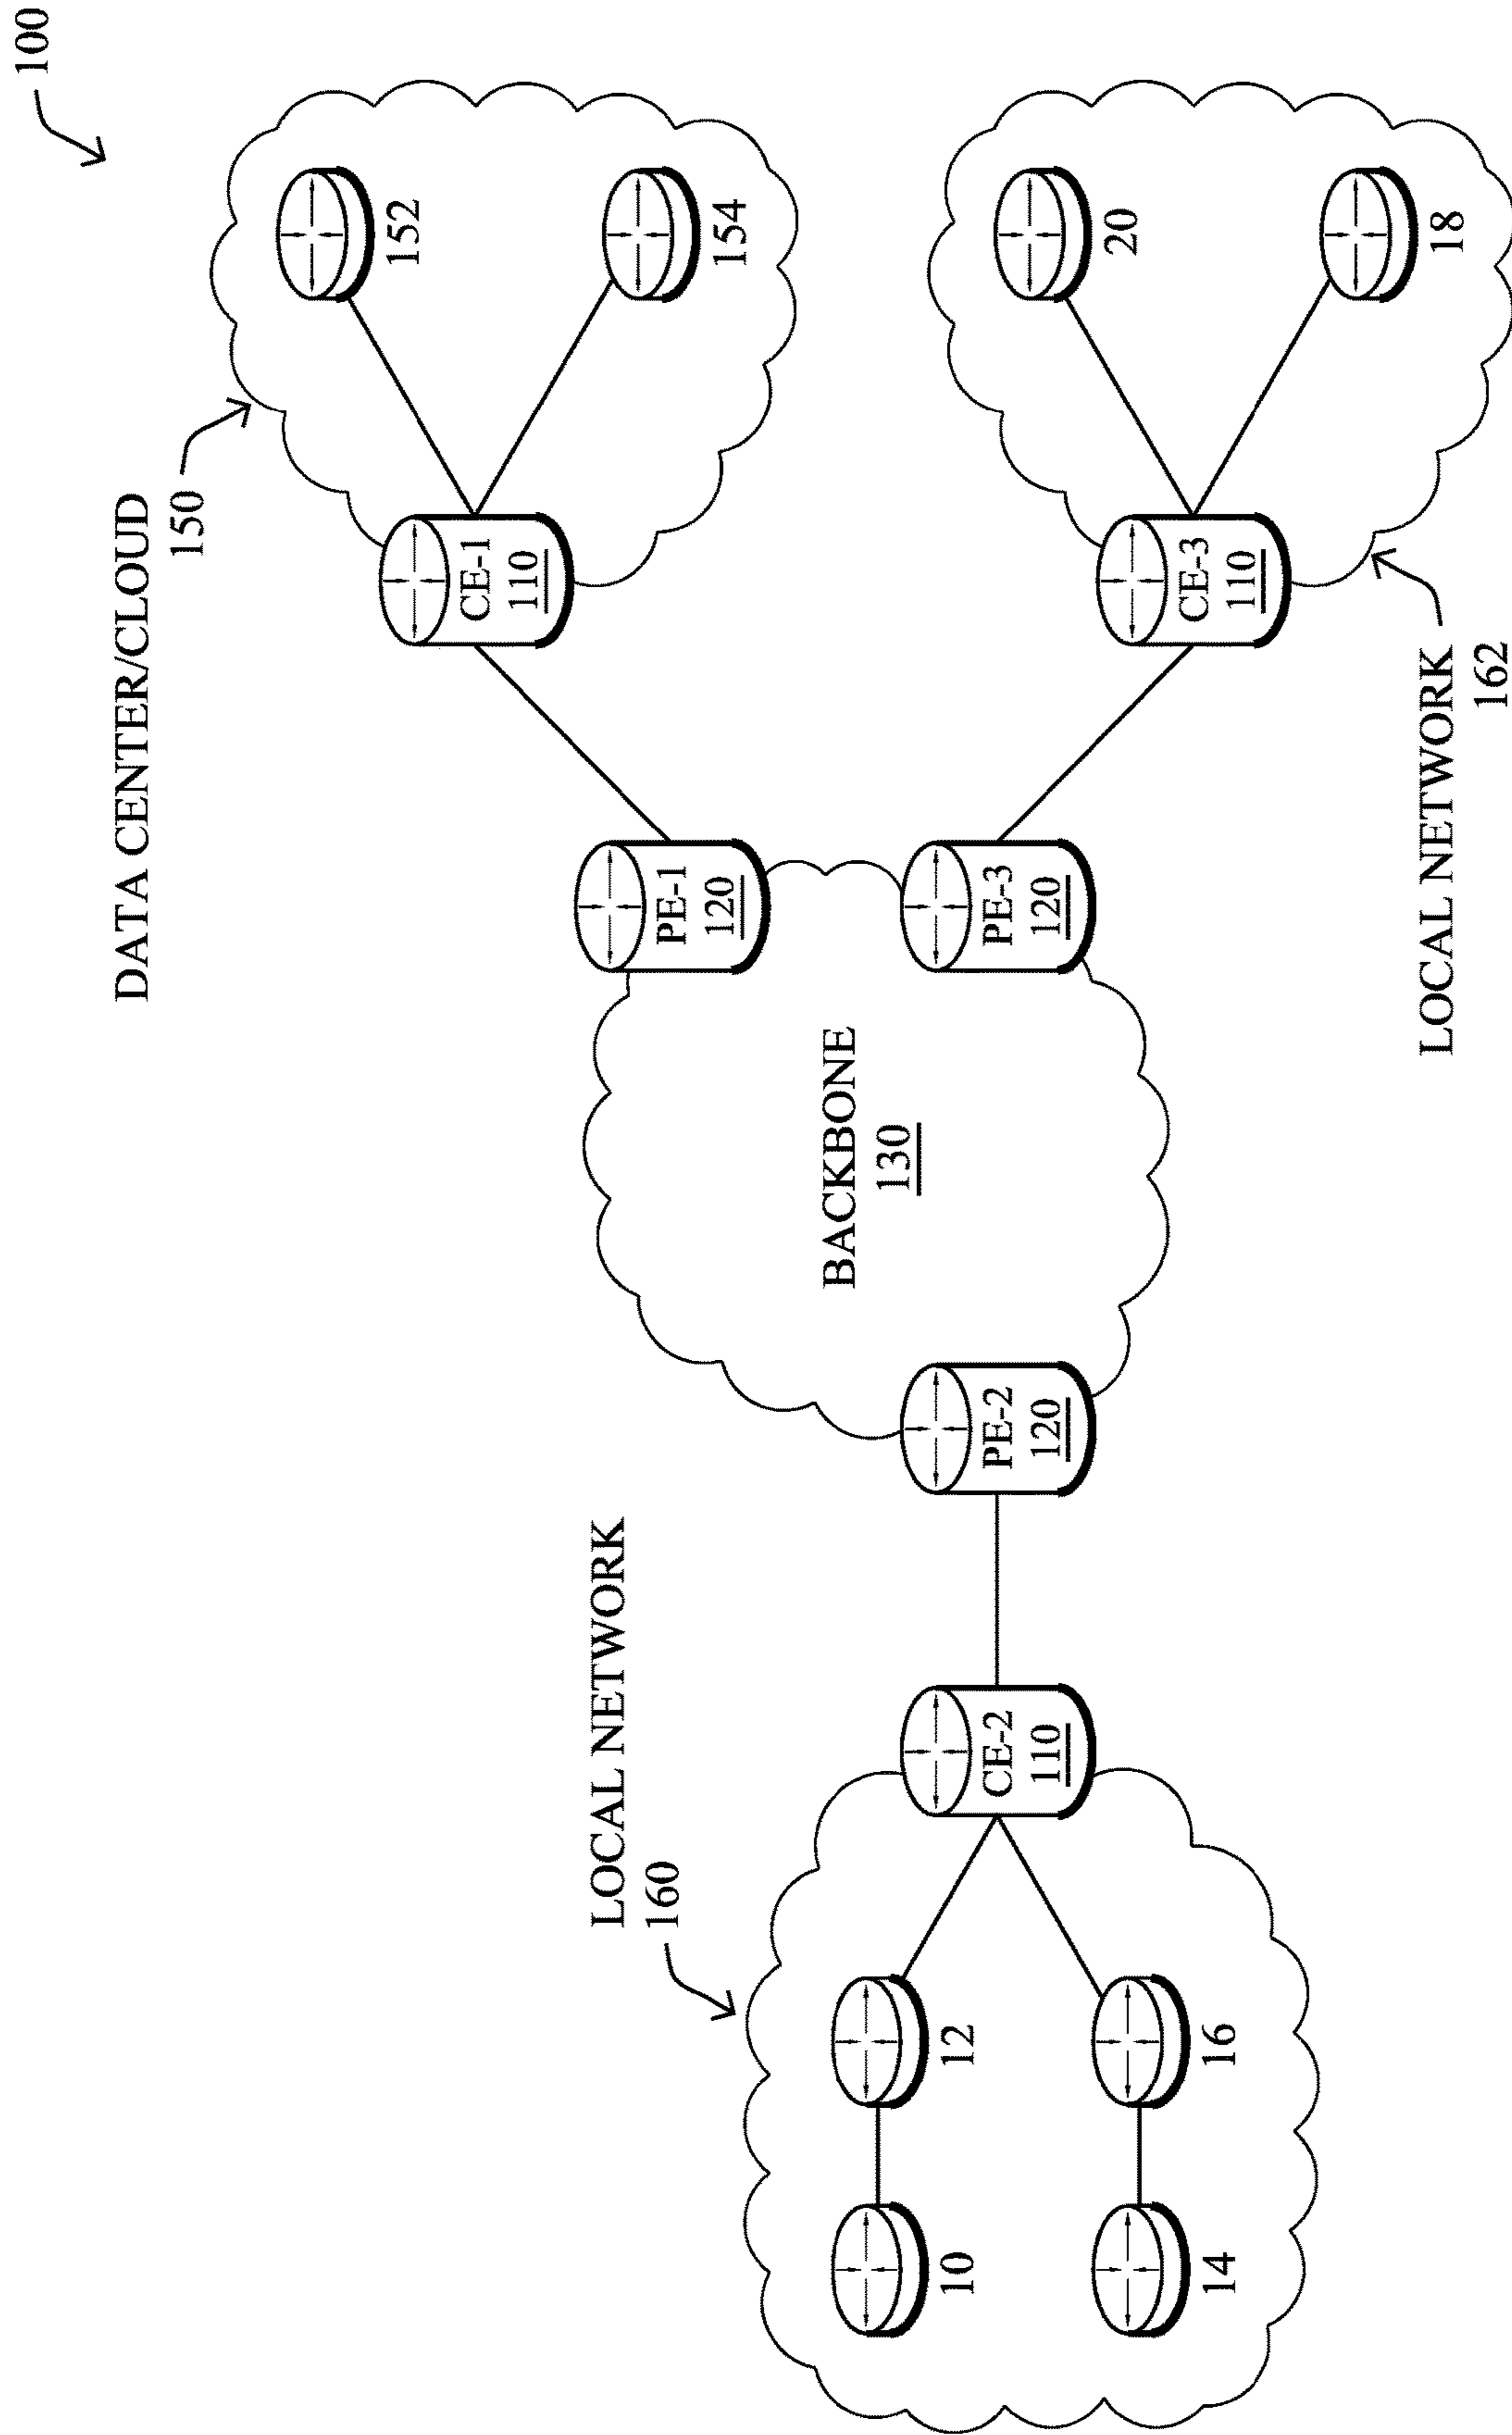 100
DATA CENTER/CLOUD
150
152
CE-1
110
LOCAL NETWORK
160
PE-1
120
154
BACKBONE
130
10
12
CE-2
110
PE-2
120
PE-3
120
20
CE-3
110
14
16
18
LOCAL NETWORK
162